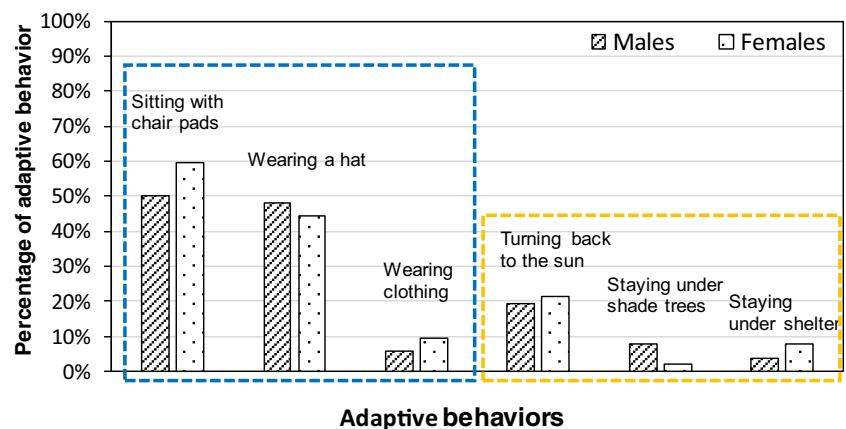 Percentage of adaptive behavior
100%
90%
80%
70%
60%
50%
40%
30%
20%
10%
0%
Males
Females
Sitting with
chair pads
Wearing a hat
Wearing
clothing
Turning back
to the sun
Staying under
shade trees
Staying
under shelter
Adaptive behaviors